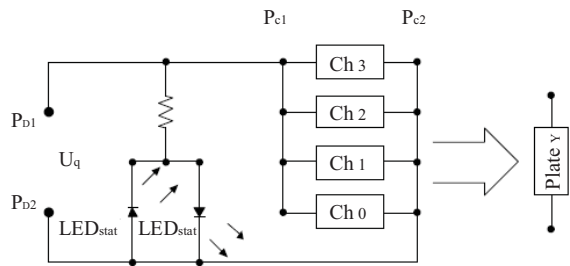 Pc1 Pc2
Ch 3
Ch 2
PD1
Uq
Ch 1
Plate Y
PD2
Ch 0
LEDstat LEDstat